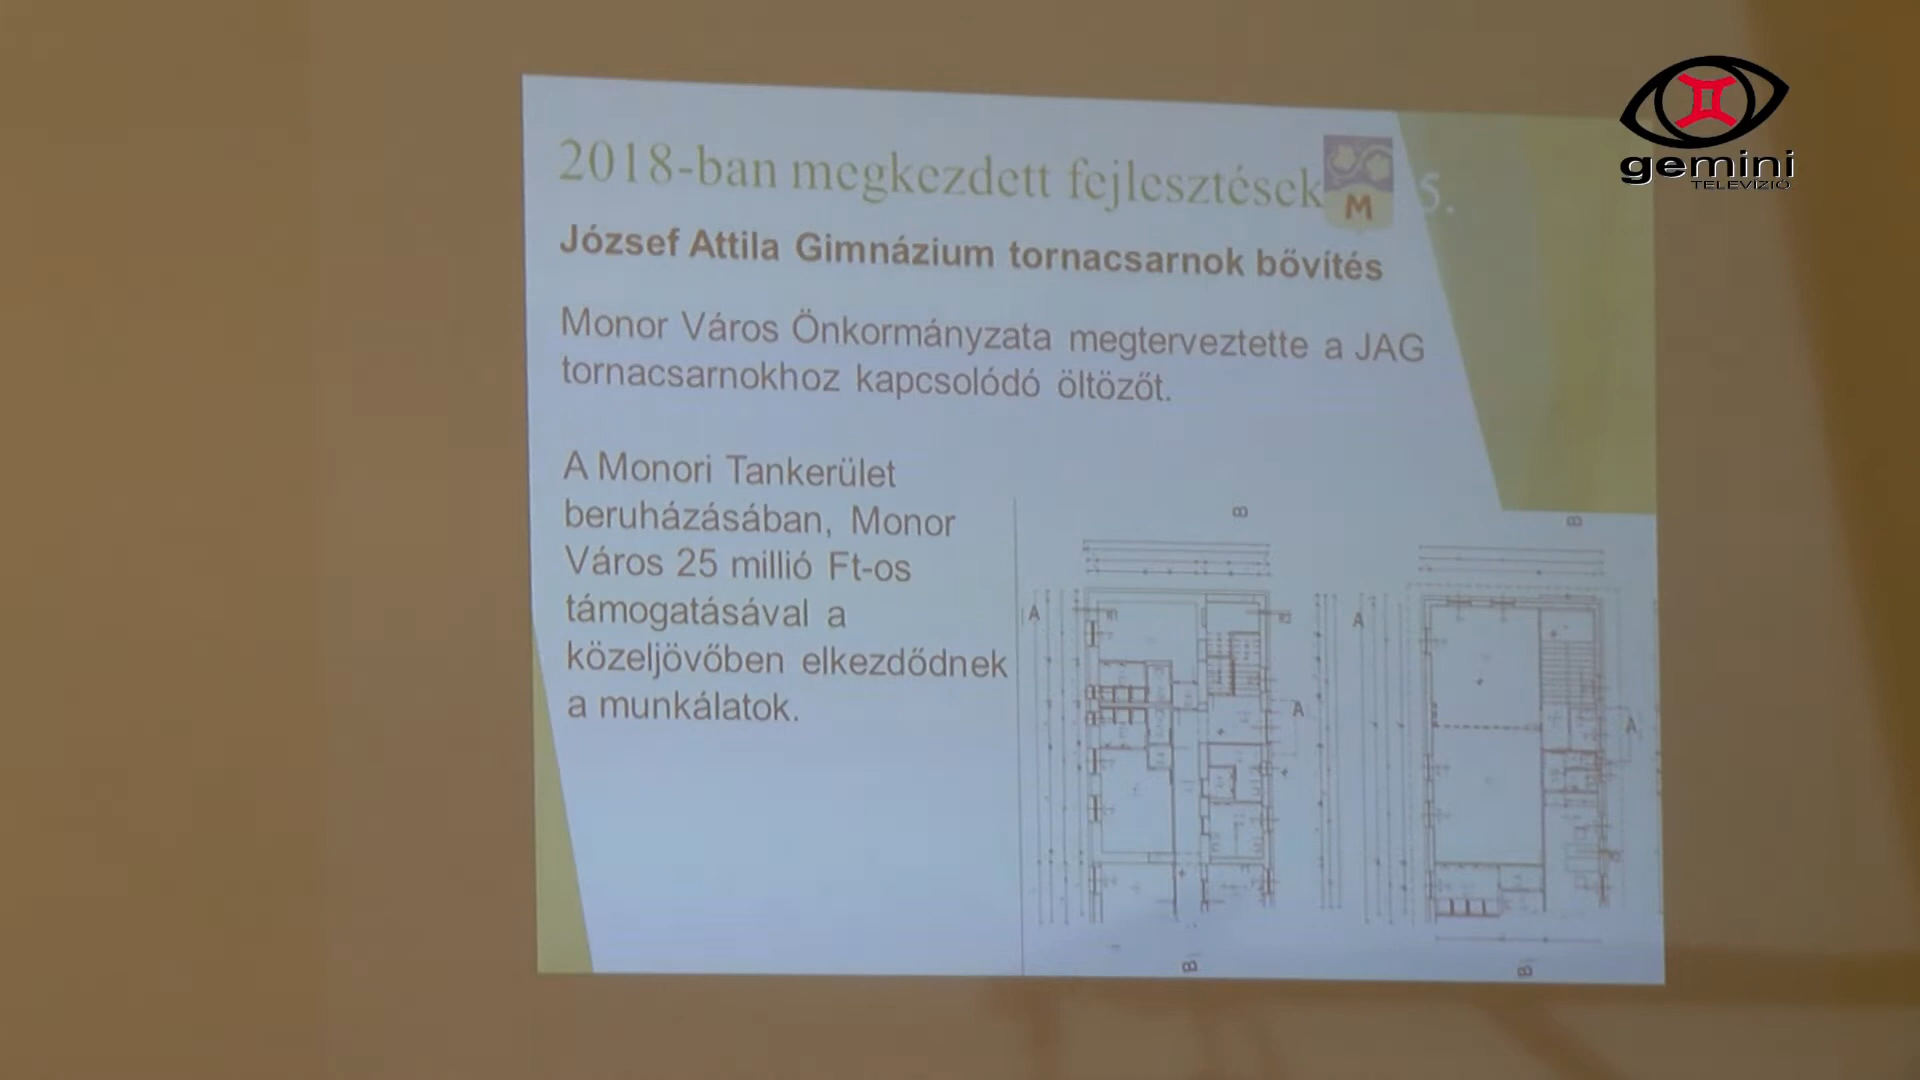 2018-ban megkezdett fejlesztések 5.
M
József Attila Gimnázium tornacsarnok bővítés
Monor Város Önkormányzata megterveztette a JAG
tornacsarnokhoz kapcsolódó öltözőt.
A Monori Tankerület
beruházásában, Monor
Város 25 millió Ft-os
támogatásával a
közeljövőben elkezdődnek
a munkálatok.
B
B
A
A
A
A
B
B
gemini
TELEVÍZIÓ